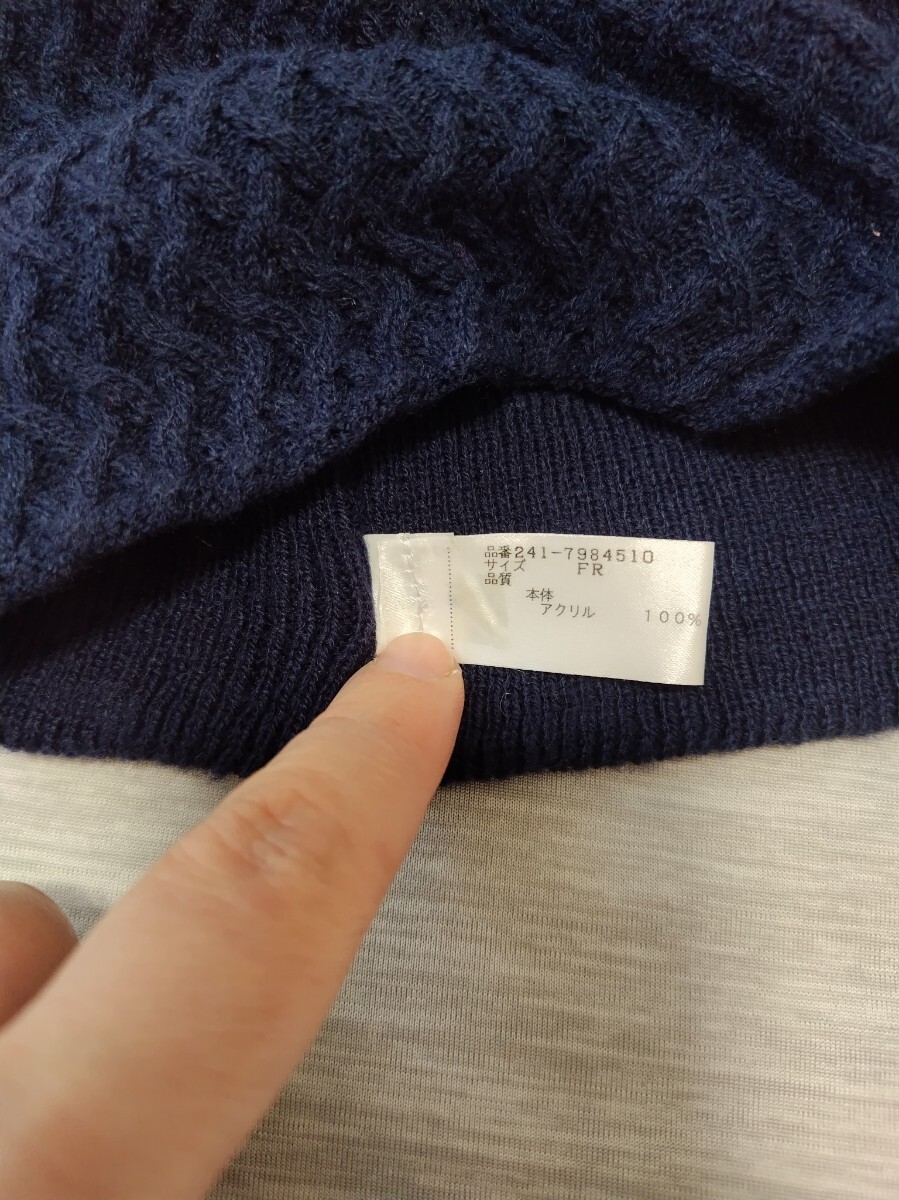 品番241-7984510
サイズ FR
品質
本体
アクリル 100%